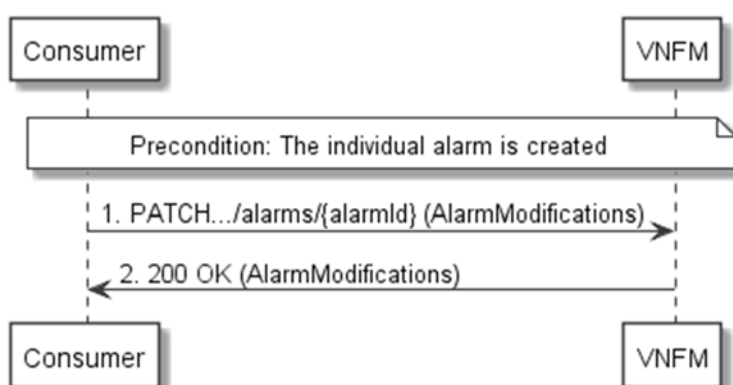 Consumer VNFM
Precondition: The individual alarm is created
1. PATCH.../alarms/{alarmId} (AlarmModifications)
2. 200 OK (AlarmModifications)
Consumer VNFM